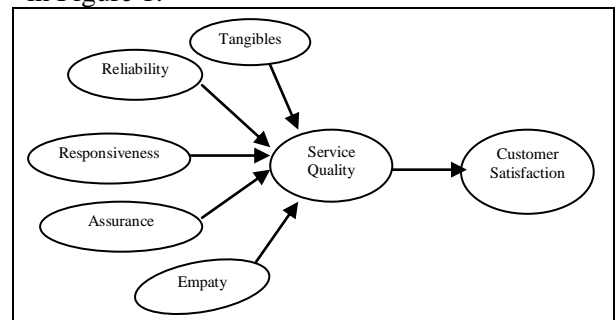 in Figure 1.
Tangibles
Reliability
Responsiveness
Service
Quality
Customer
Satisfaction
Assurance
Empaty